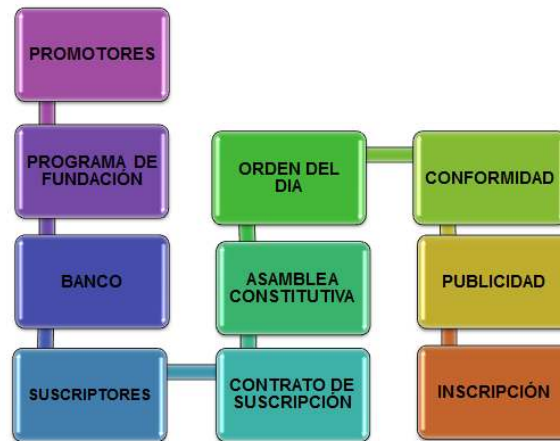 PROMOTORES
PROGRAMA DE
FUNDACIÓN
BANCO
SUSCRIPTORES
CONTRATO DE
SUSCRIPCIÓN
ASAMBLEA
CONSTITUTIVA
ORDEN DEL
DIA
CONFORMIDAD
PUBLICIDAD
INSCRIPCIÓN